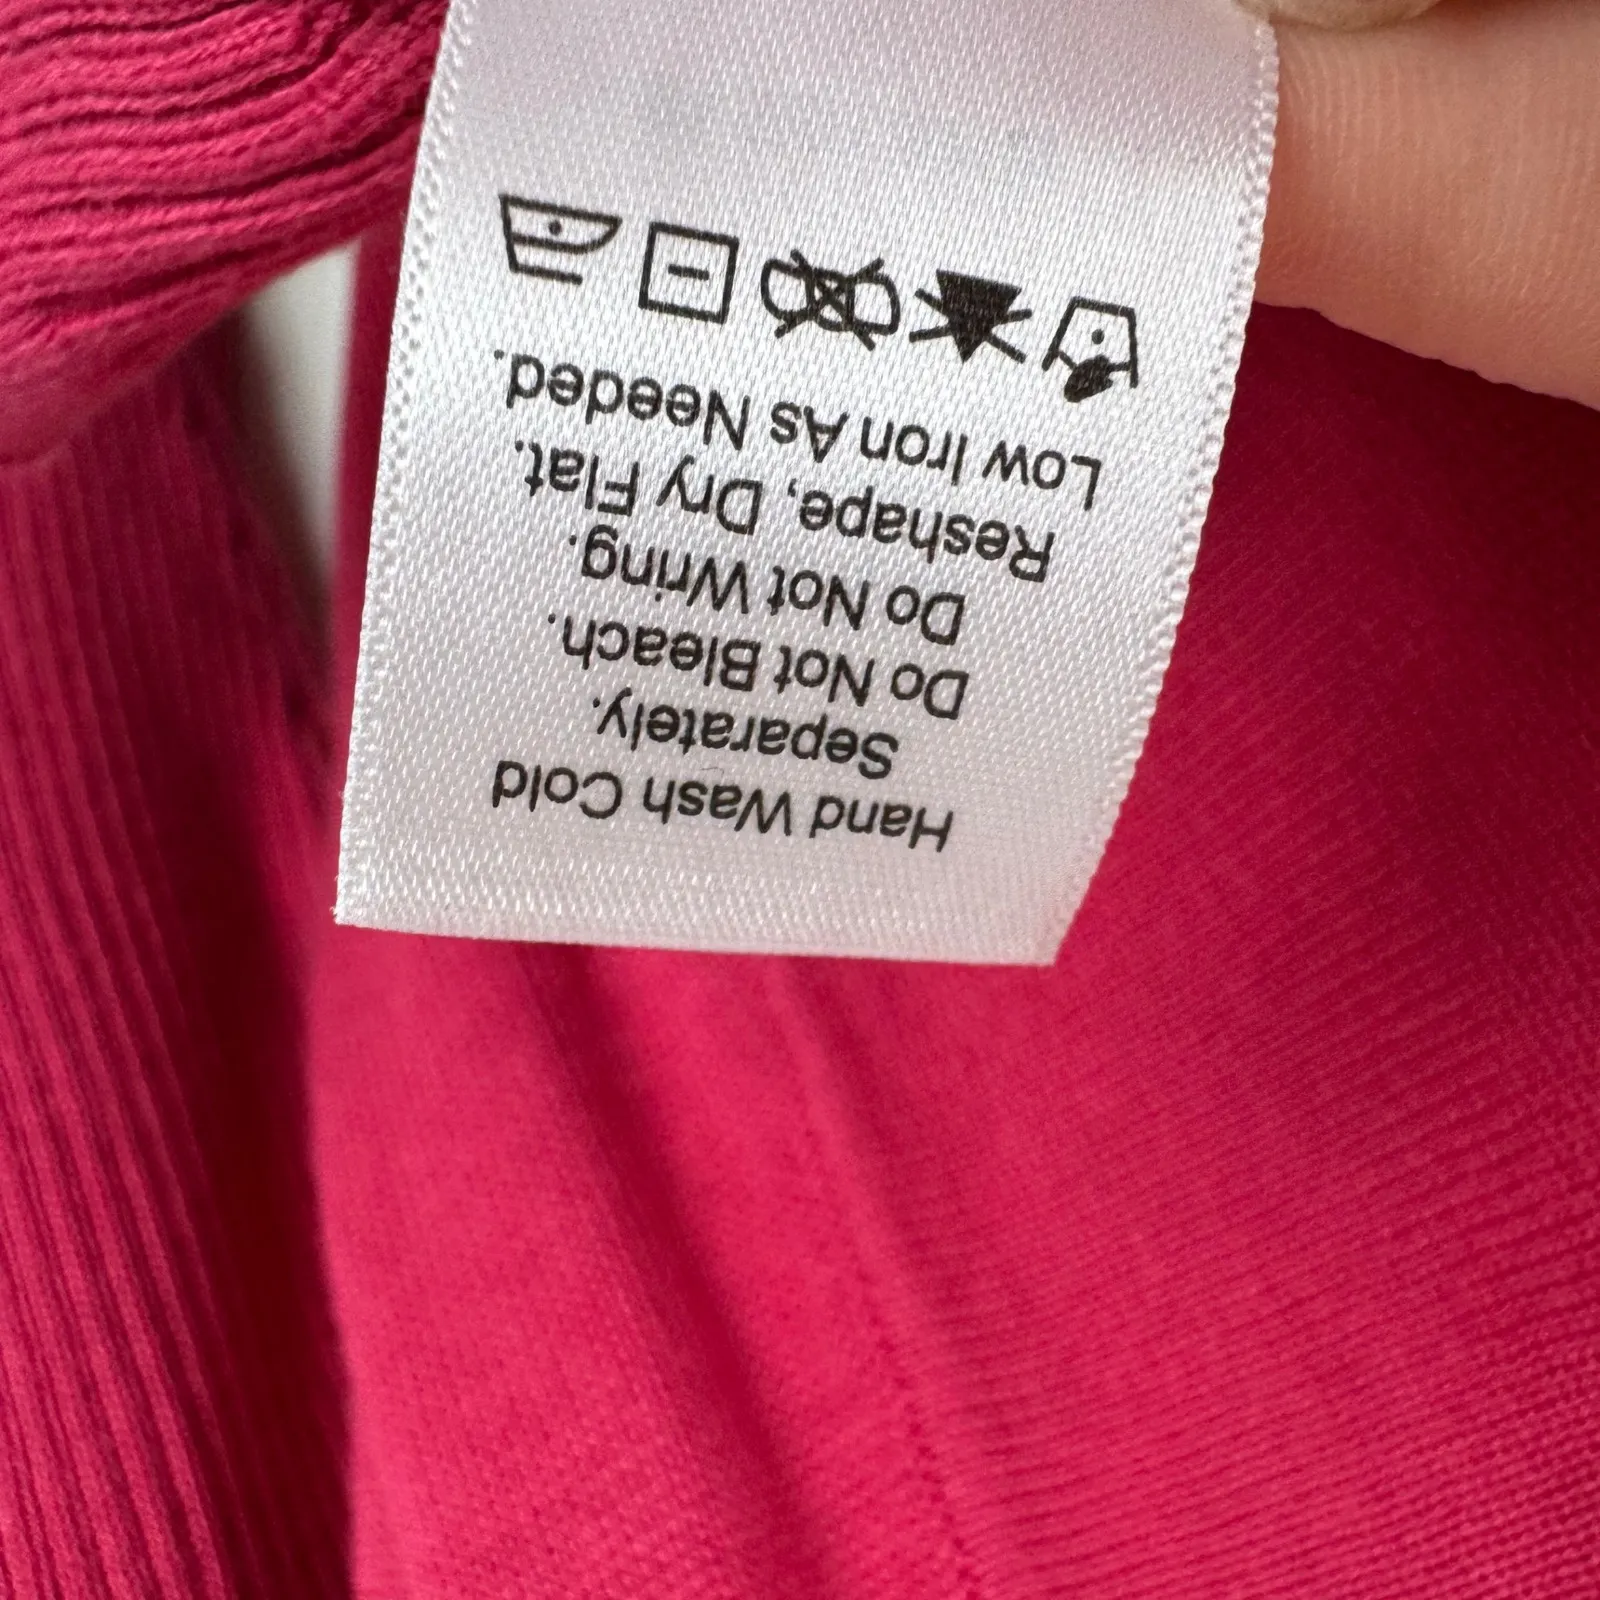 Hand Wash Cold
Separately.
Do Not Bleach.
Do Not Wring.
Reshape, Dry Flat.
Low Iron As Needed.